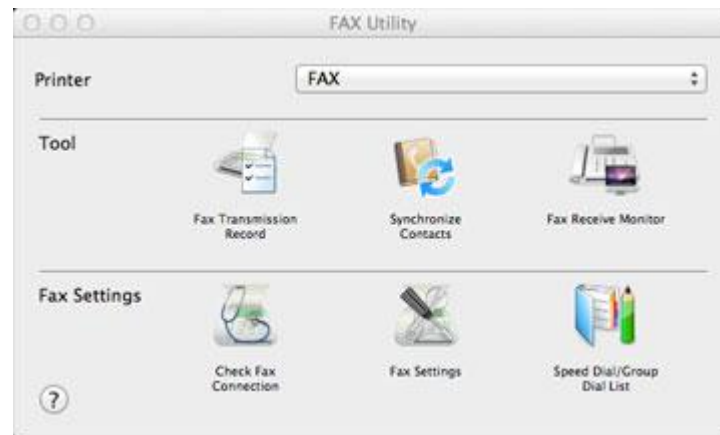 FAX Utility
Printer
FAX
Tool
Fax Transmission
Record
Synchronize
Contacts
Fax Receive Monitor
Fax Settings
Check Fax
Connection
Fax Settings
Speed Dial/Group
Dial List
?